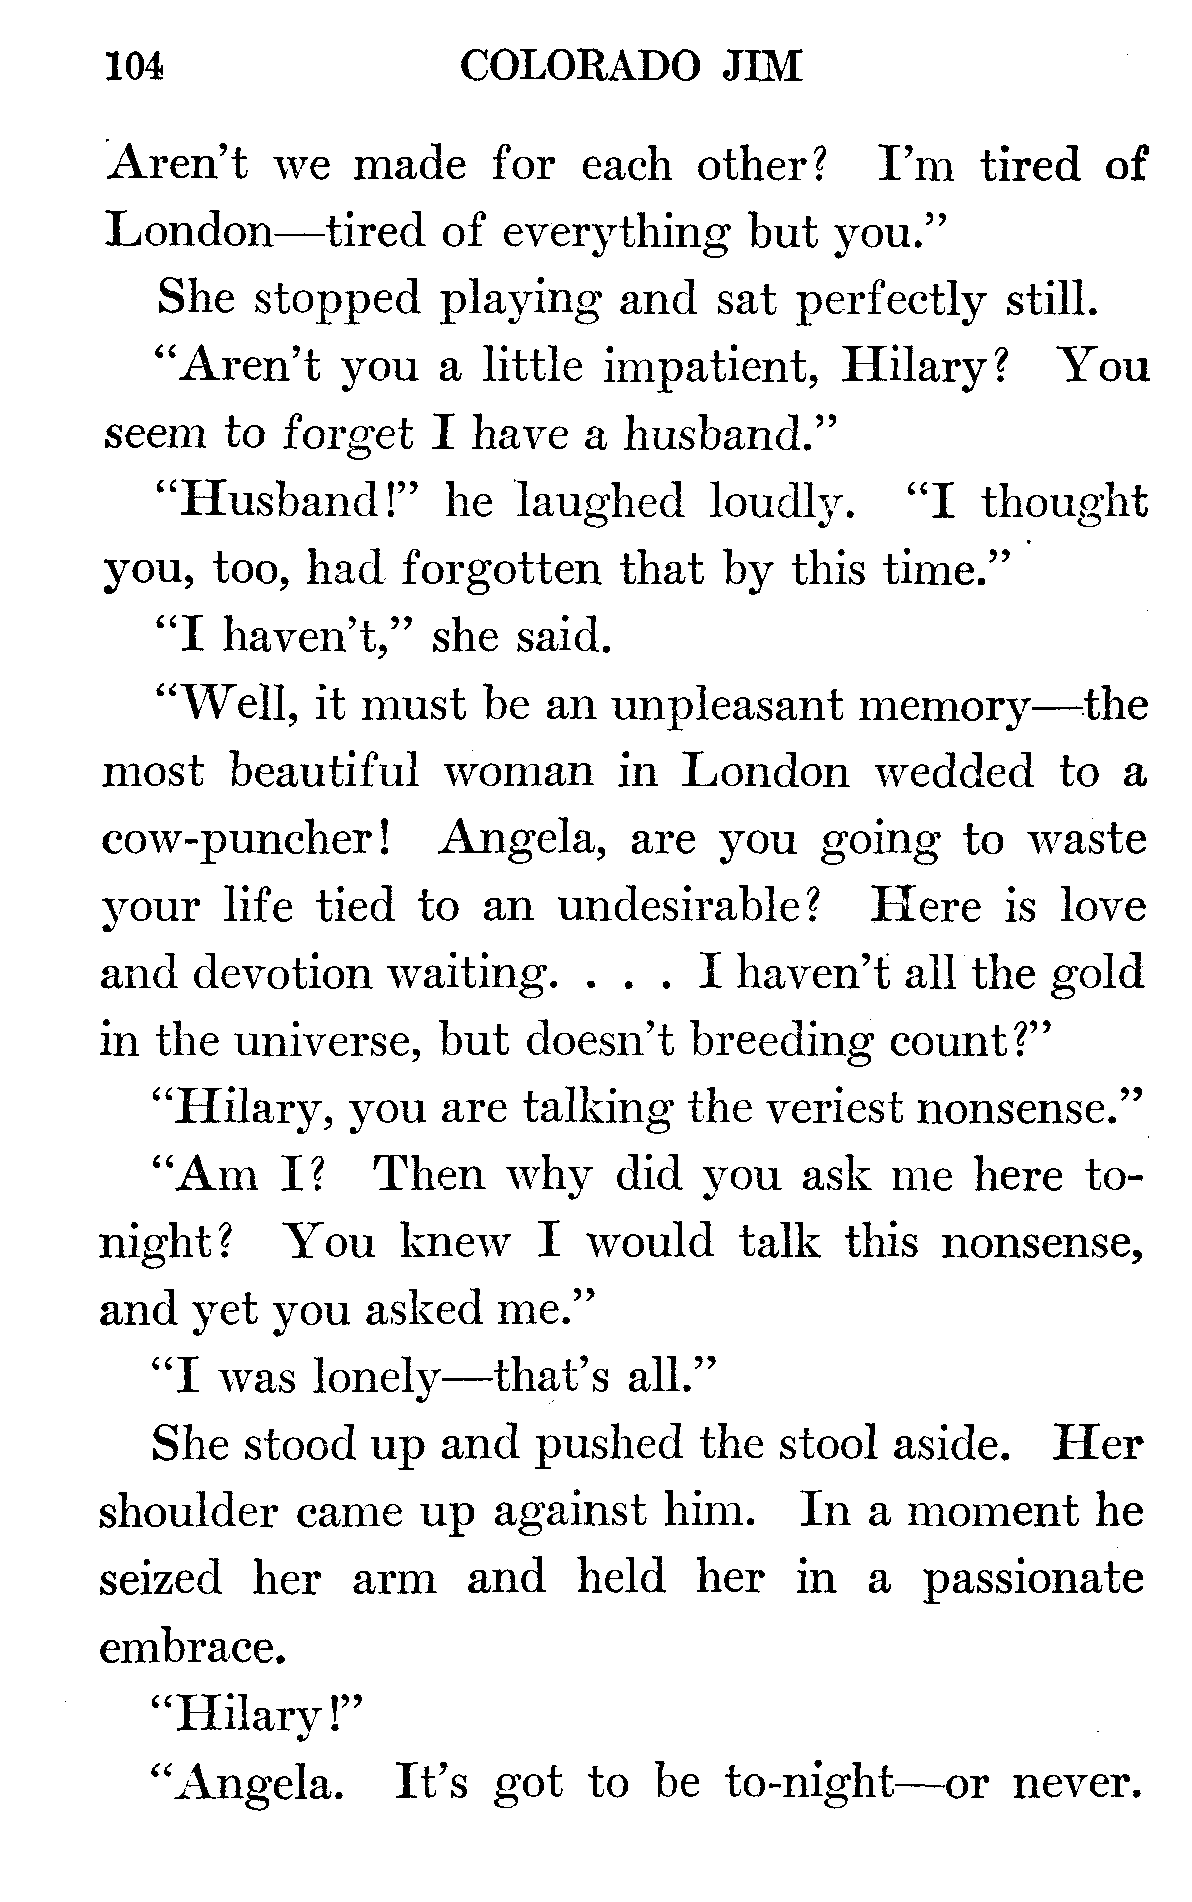 104 COLORADO JIM
Aren't we made for each other? I'm tired of
London—tired of everything but you."
She stopped playing and sat perfectly still.
"Aren't you a little impatient, Hilary? You
seem to forget I have a husband."
"Husband!" he laughed loudly. "I thought
you, too, had forgotten that by this time."
"I haven't," she said.
"Well, it must be an unpleasant memory—the
most beautiful woman in London wedded to a
cow-puncher! Angela, are you going to waste
your life tied to an undesirable? Here is love
and devotion waiting. . . . I haven't all the gold
in the universe, but doesn't breeding count?"
"Hilary, you are talking the veriest nonsense."
"Am I? Then why did you ask me here to-
night? You knew I would talk this nonsense,
and yet you asked me."
"I was lonely—that's all."
She stood up and pushed the stool aside. Her
shoulder came up against him. In a moment he
seized her arm and held her in a passionate
embrace.
"Hilary!"
"Angela. It's got to be to-night—or never.